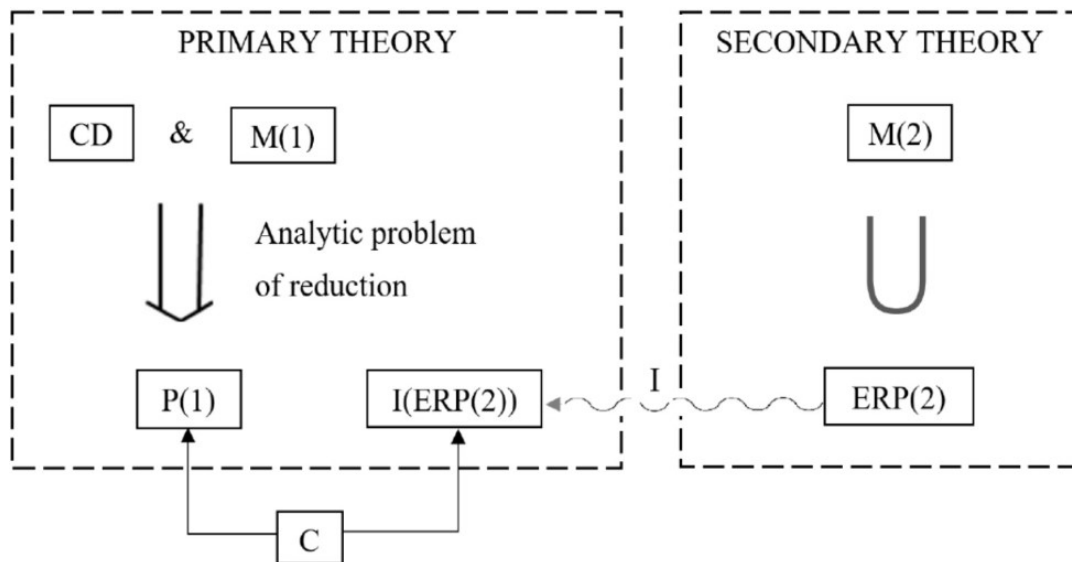 PRIMARY THEORY
CD & M(1)
Analytic problem
of reduction
P(1)
I(ERP(2))
C
SECONDARY THEORY
M(2)
I
ERP(2)